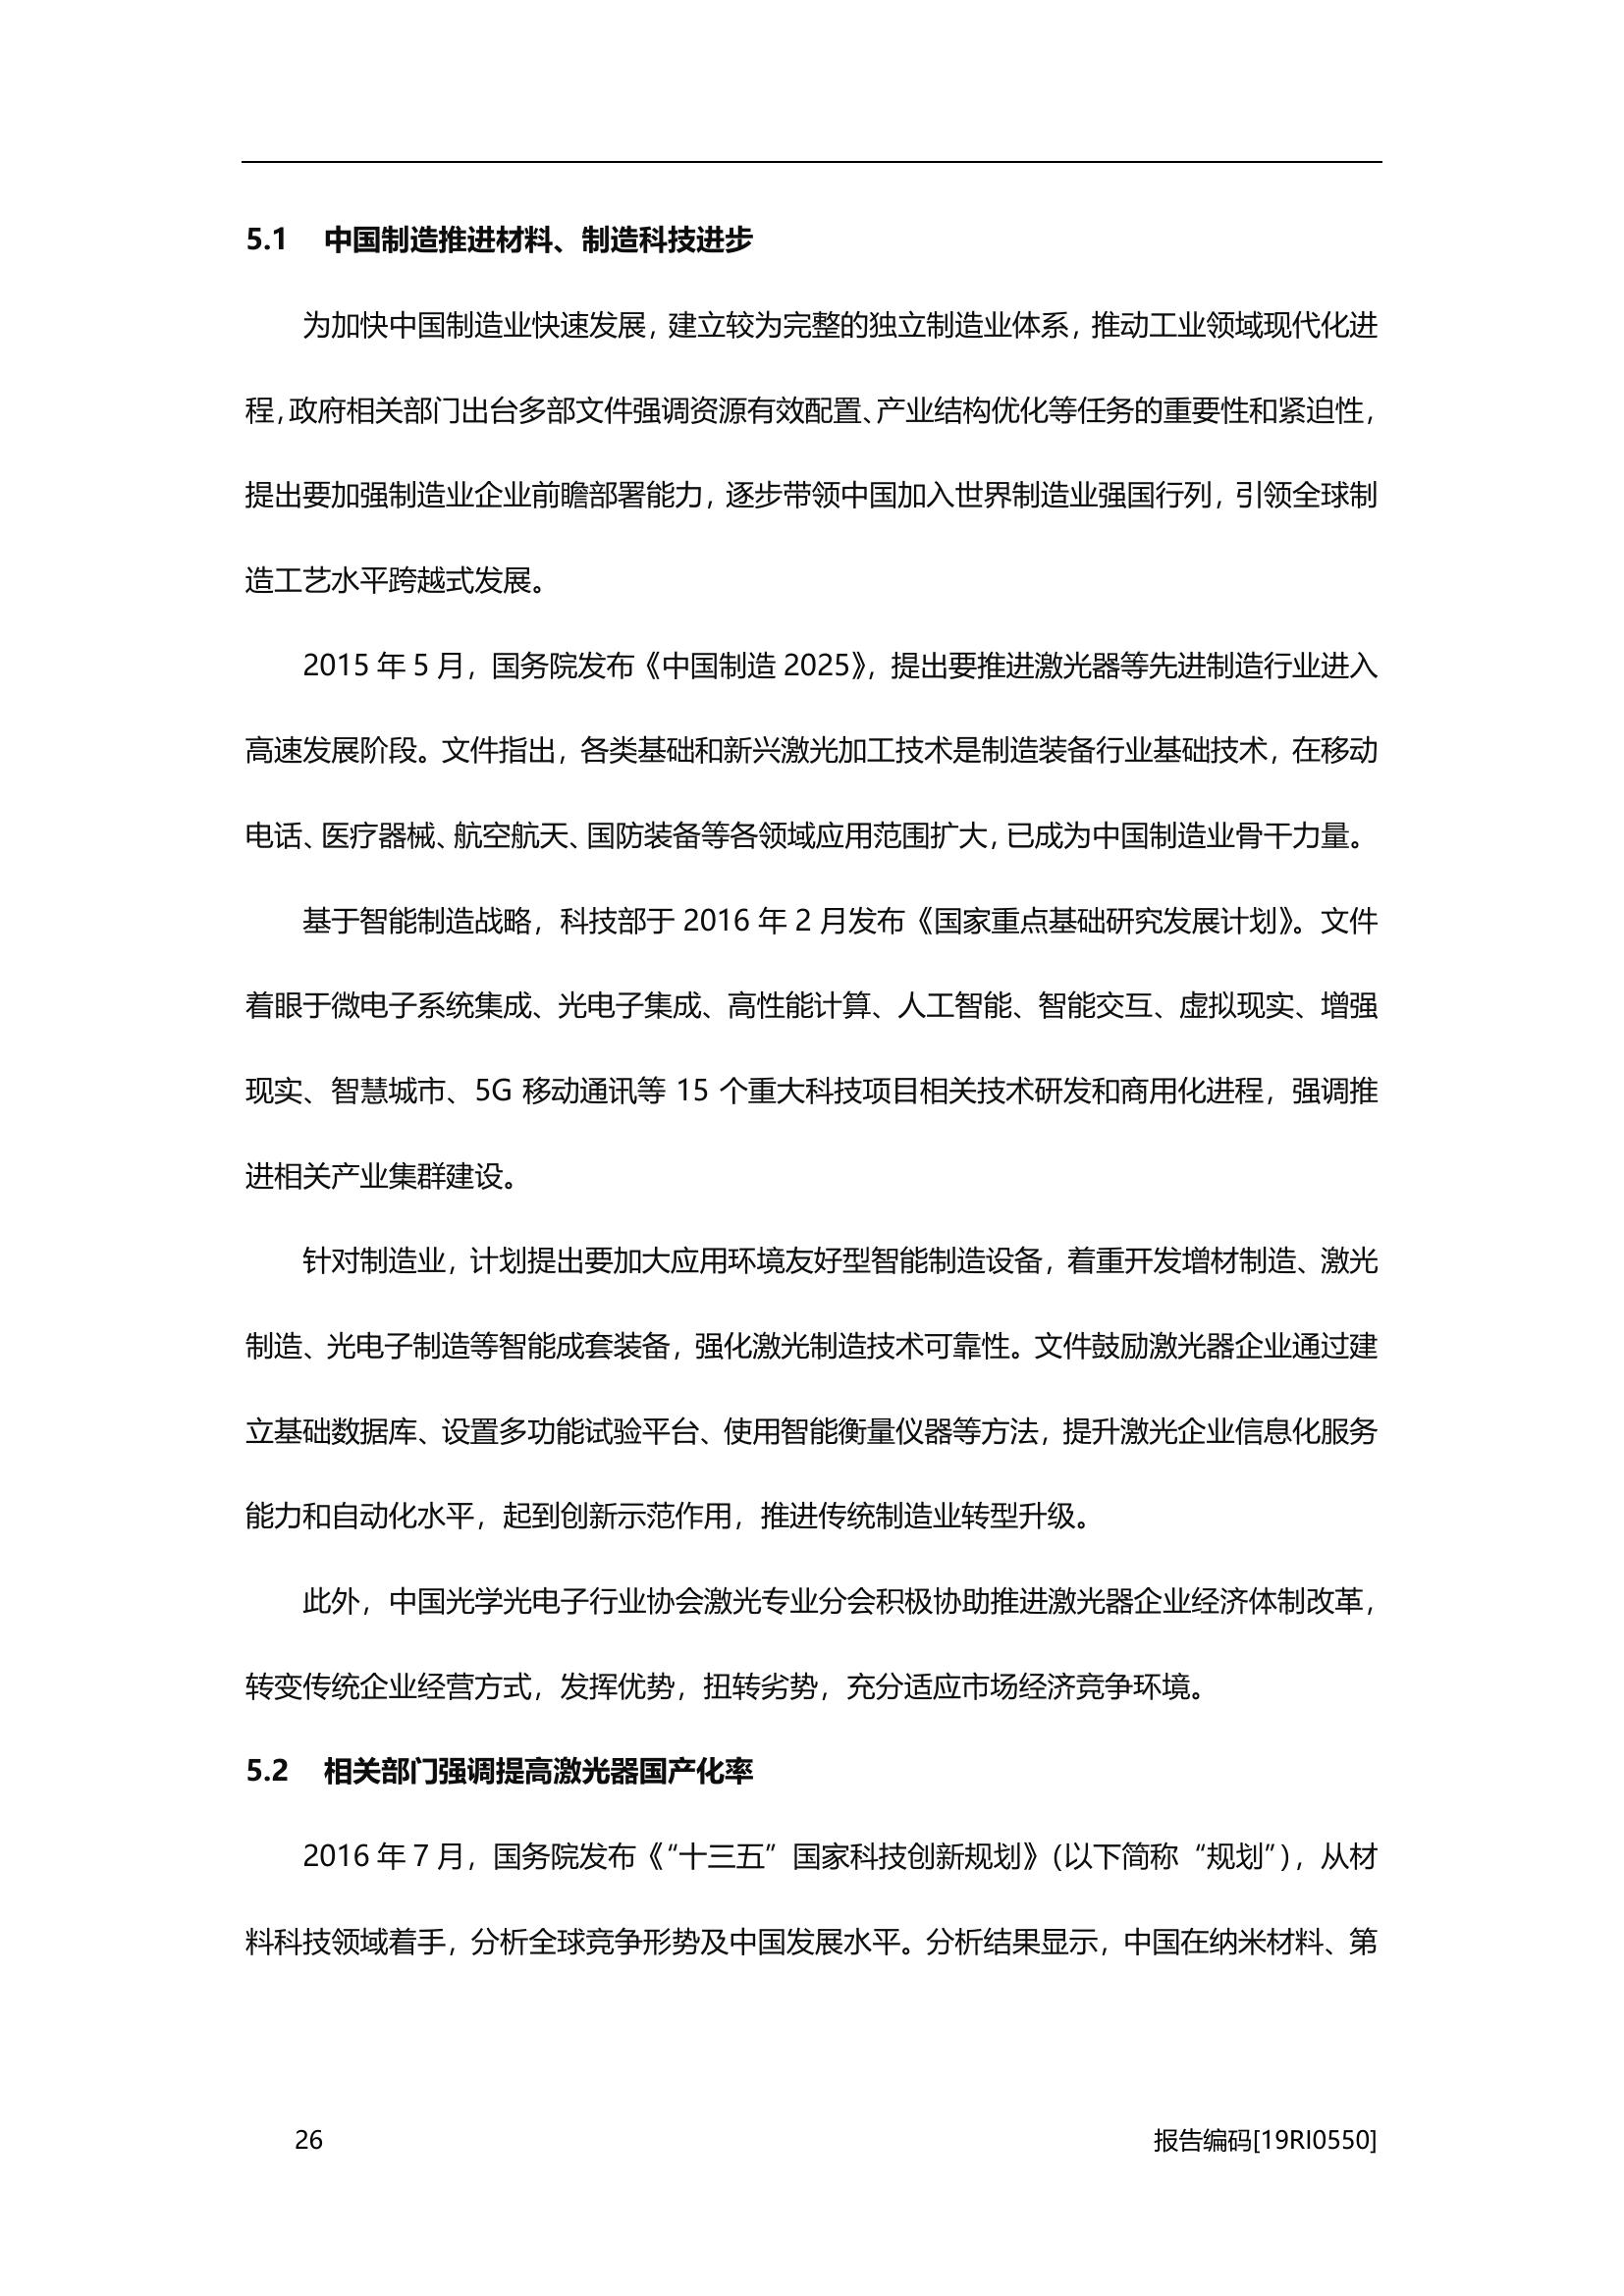 5.1 中国制造推进材料、制造科技进步
为加快中国制造业快速发展，建立较为完整的独立制造业体系，推动工业领域现代化进
程，政府相关部门出台多部文件强调资源有效配置、产业结构优化等任务的重要性和紧迫性，
提出要加强制造业企业前瞻部署能力，逐步带领中国加入世界制造业强国行列，引领全球制
造工艺水平跨越式发展。
2015 年 5 月，国务院发布《中国制造 2025》，提出要推进激光器等先进制造行业进入
高速发展阶段。文件指出，各类基础和新兴激光加工技术是制造装备行业基础技术，在移动
电话、医疗器械、航空航天、国防装备等各领域应用范围扩大，已成为中国制造业骨干力量。
基于智能制造战略，科技部于 2016 年 2 月发布《国家重点基础研究发展计划》。文件
着眼于微电子系统集成、光电子集成、高性能计算、人工智能、智能交互、虚拟现实、增强
现实、智慧城市、5G 移动通讯等 15 个重大科技项目相关技术研发和商用化进程，强调推
进相关产业集群建设。
针对制造业，计划提出要加大应用环境友好型智能制造设备，着重开发增材制造、激光
制造、光电子制造等智能成套装备，强化激光制造技术可靠性。文件鼓励激光器企业通过建
立基础数据库、设置多功能试验平台、使用智能衡量仪器等方法，提升激光企业信息化服务
能力和自动化水平，起到创新示范作用，推进传统制造业转型升级。
此外，中国光学光电子行业协会激光专业分会积极协助推进激光器企业经济体制改革，
转变传统企业经营方式，发挥优势，扭转劣势，充分适应市场经济竞争环境。
5.2 相关部门强调提高激光器国产化率
2016 年 7 月，国务院发布《“十三五”国家科技创新规划》（以下简称“规划”），从材
料科技领域着手，分析全球竞争形势及中国发展水平。分析结果显示，中国在纳米材料、第
26 报告编码[19RI0550]